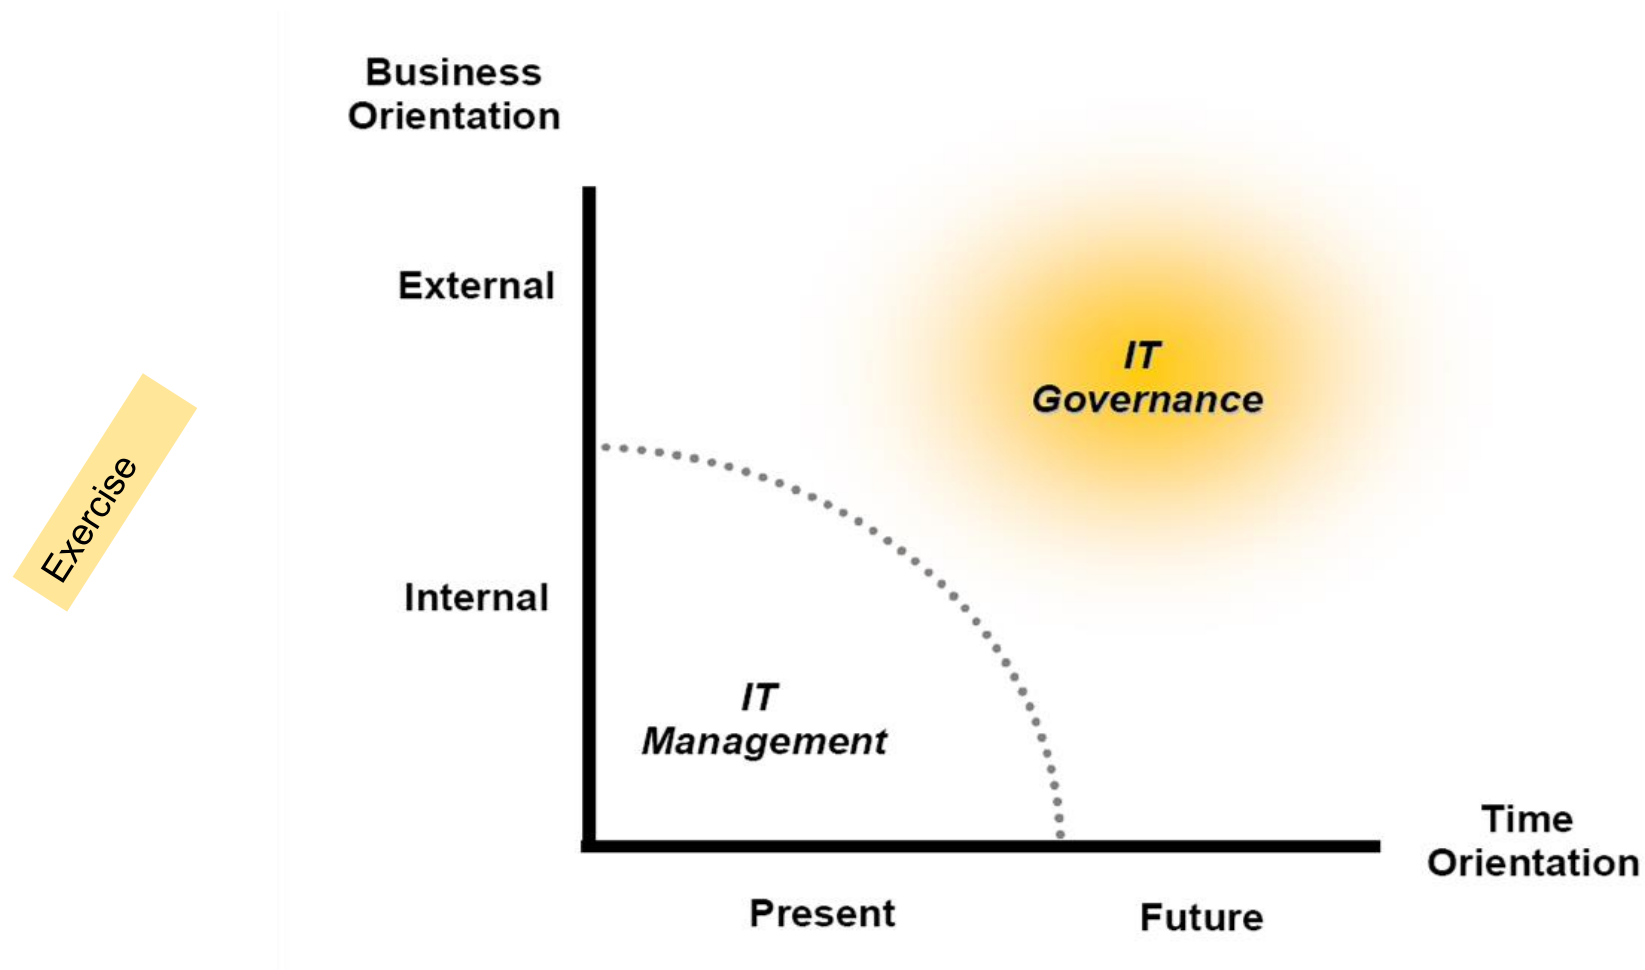 Business
Orientation
External
IT
Governance
Exercise
Internal
IT
Management
Time
Orientation
Present
Future